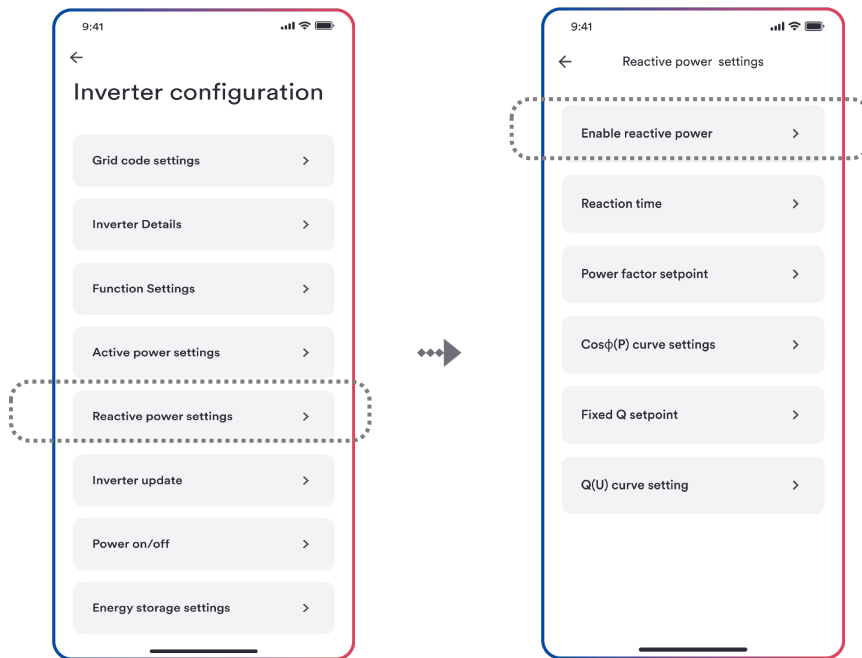 9:41
Inverter configuration
Grid code settings
Inverter Details
Function Settings
Active power settings
Reactive power settings
Inverter update
Power on/off
Energy storage settings
9:41
Reactive power settings
Enable reactive power
Reaction time
Power factor setpoint
Cosφ(P) curve settings
Fixed Q setpoint
Q(U) curve setting